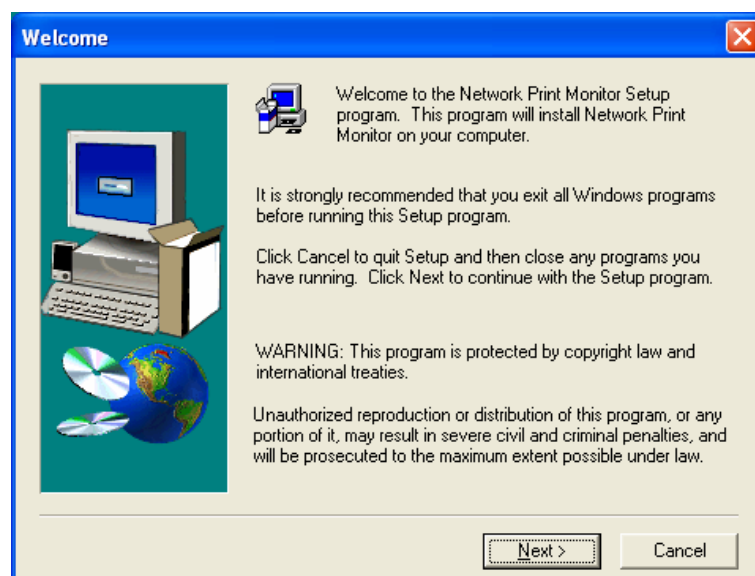 Welcome
Welcome to the Network Print Monitor Setup
program.  This program will install Network Print
Monitor on your computer.
It is strongly recommended that you exit all Windows programs
before running this Setup program.
Click Cancel to quit Setup and then close any programs you
have running.  Click Next to continue with the Setup program.
WARNING: This program is protected by copyright law and
international treaties.
Unauthorized reproduction or distribution of this program, or any
portion of it, may result in severe civil and criminal penalties, and
will be prosecuted to the maximum extent possible under law.
Next >
Cancel